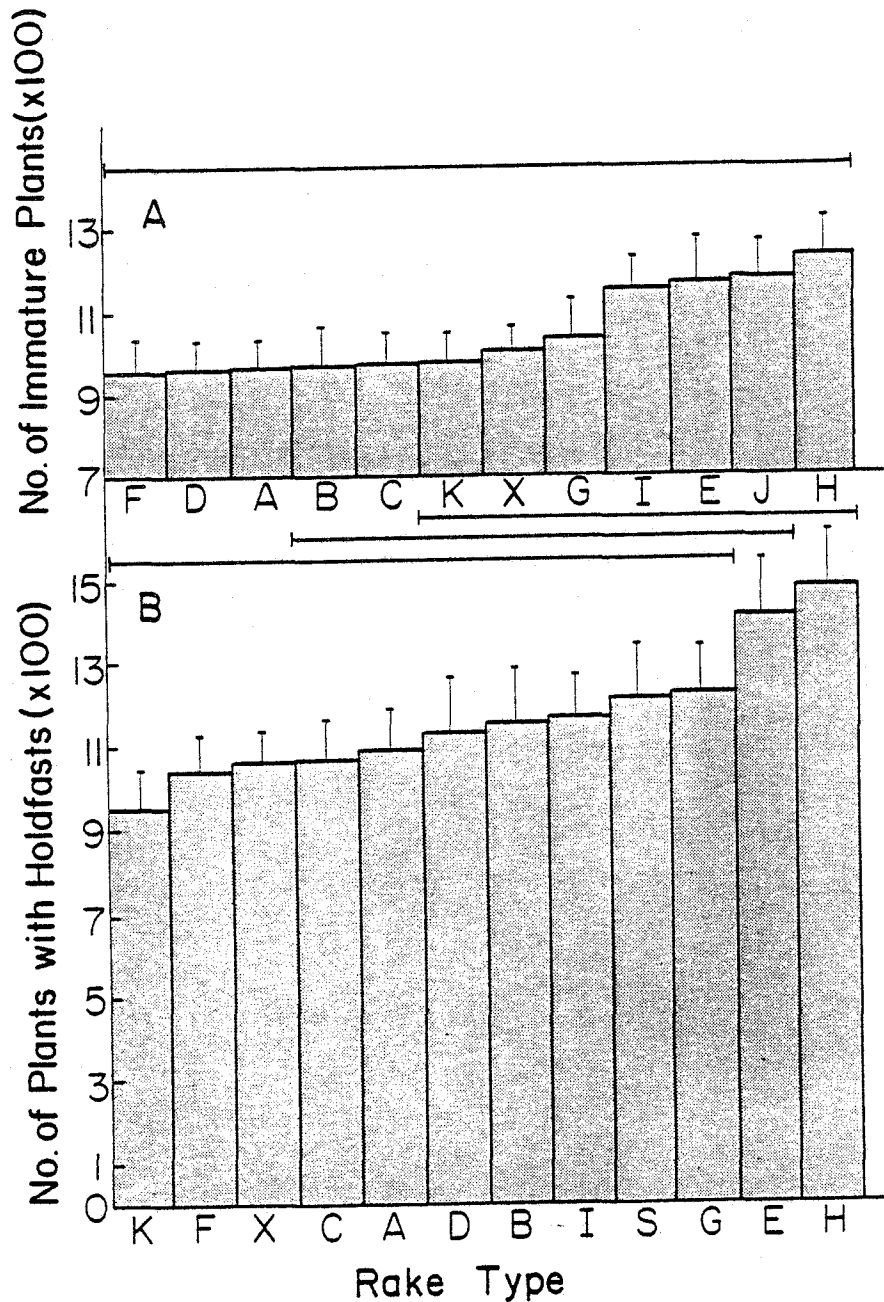 No. of Immature Plants (x100)
A
13
11
9
7
F D A B C K X G I E J H
No. of Plants with Holdfasts (x100)
B
15
13
11
9
7
5
3
1
0
K F X C A D B I S G E H
Rake Type